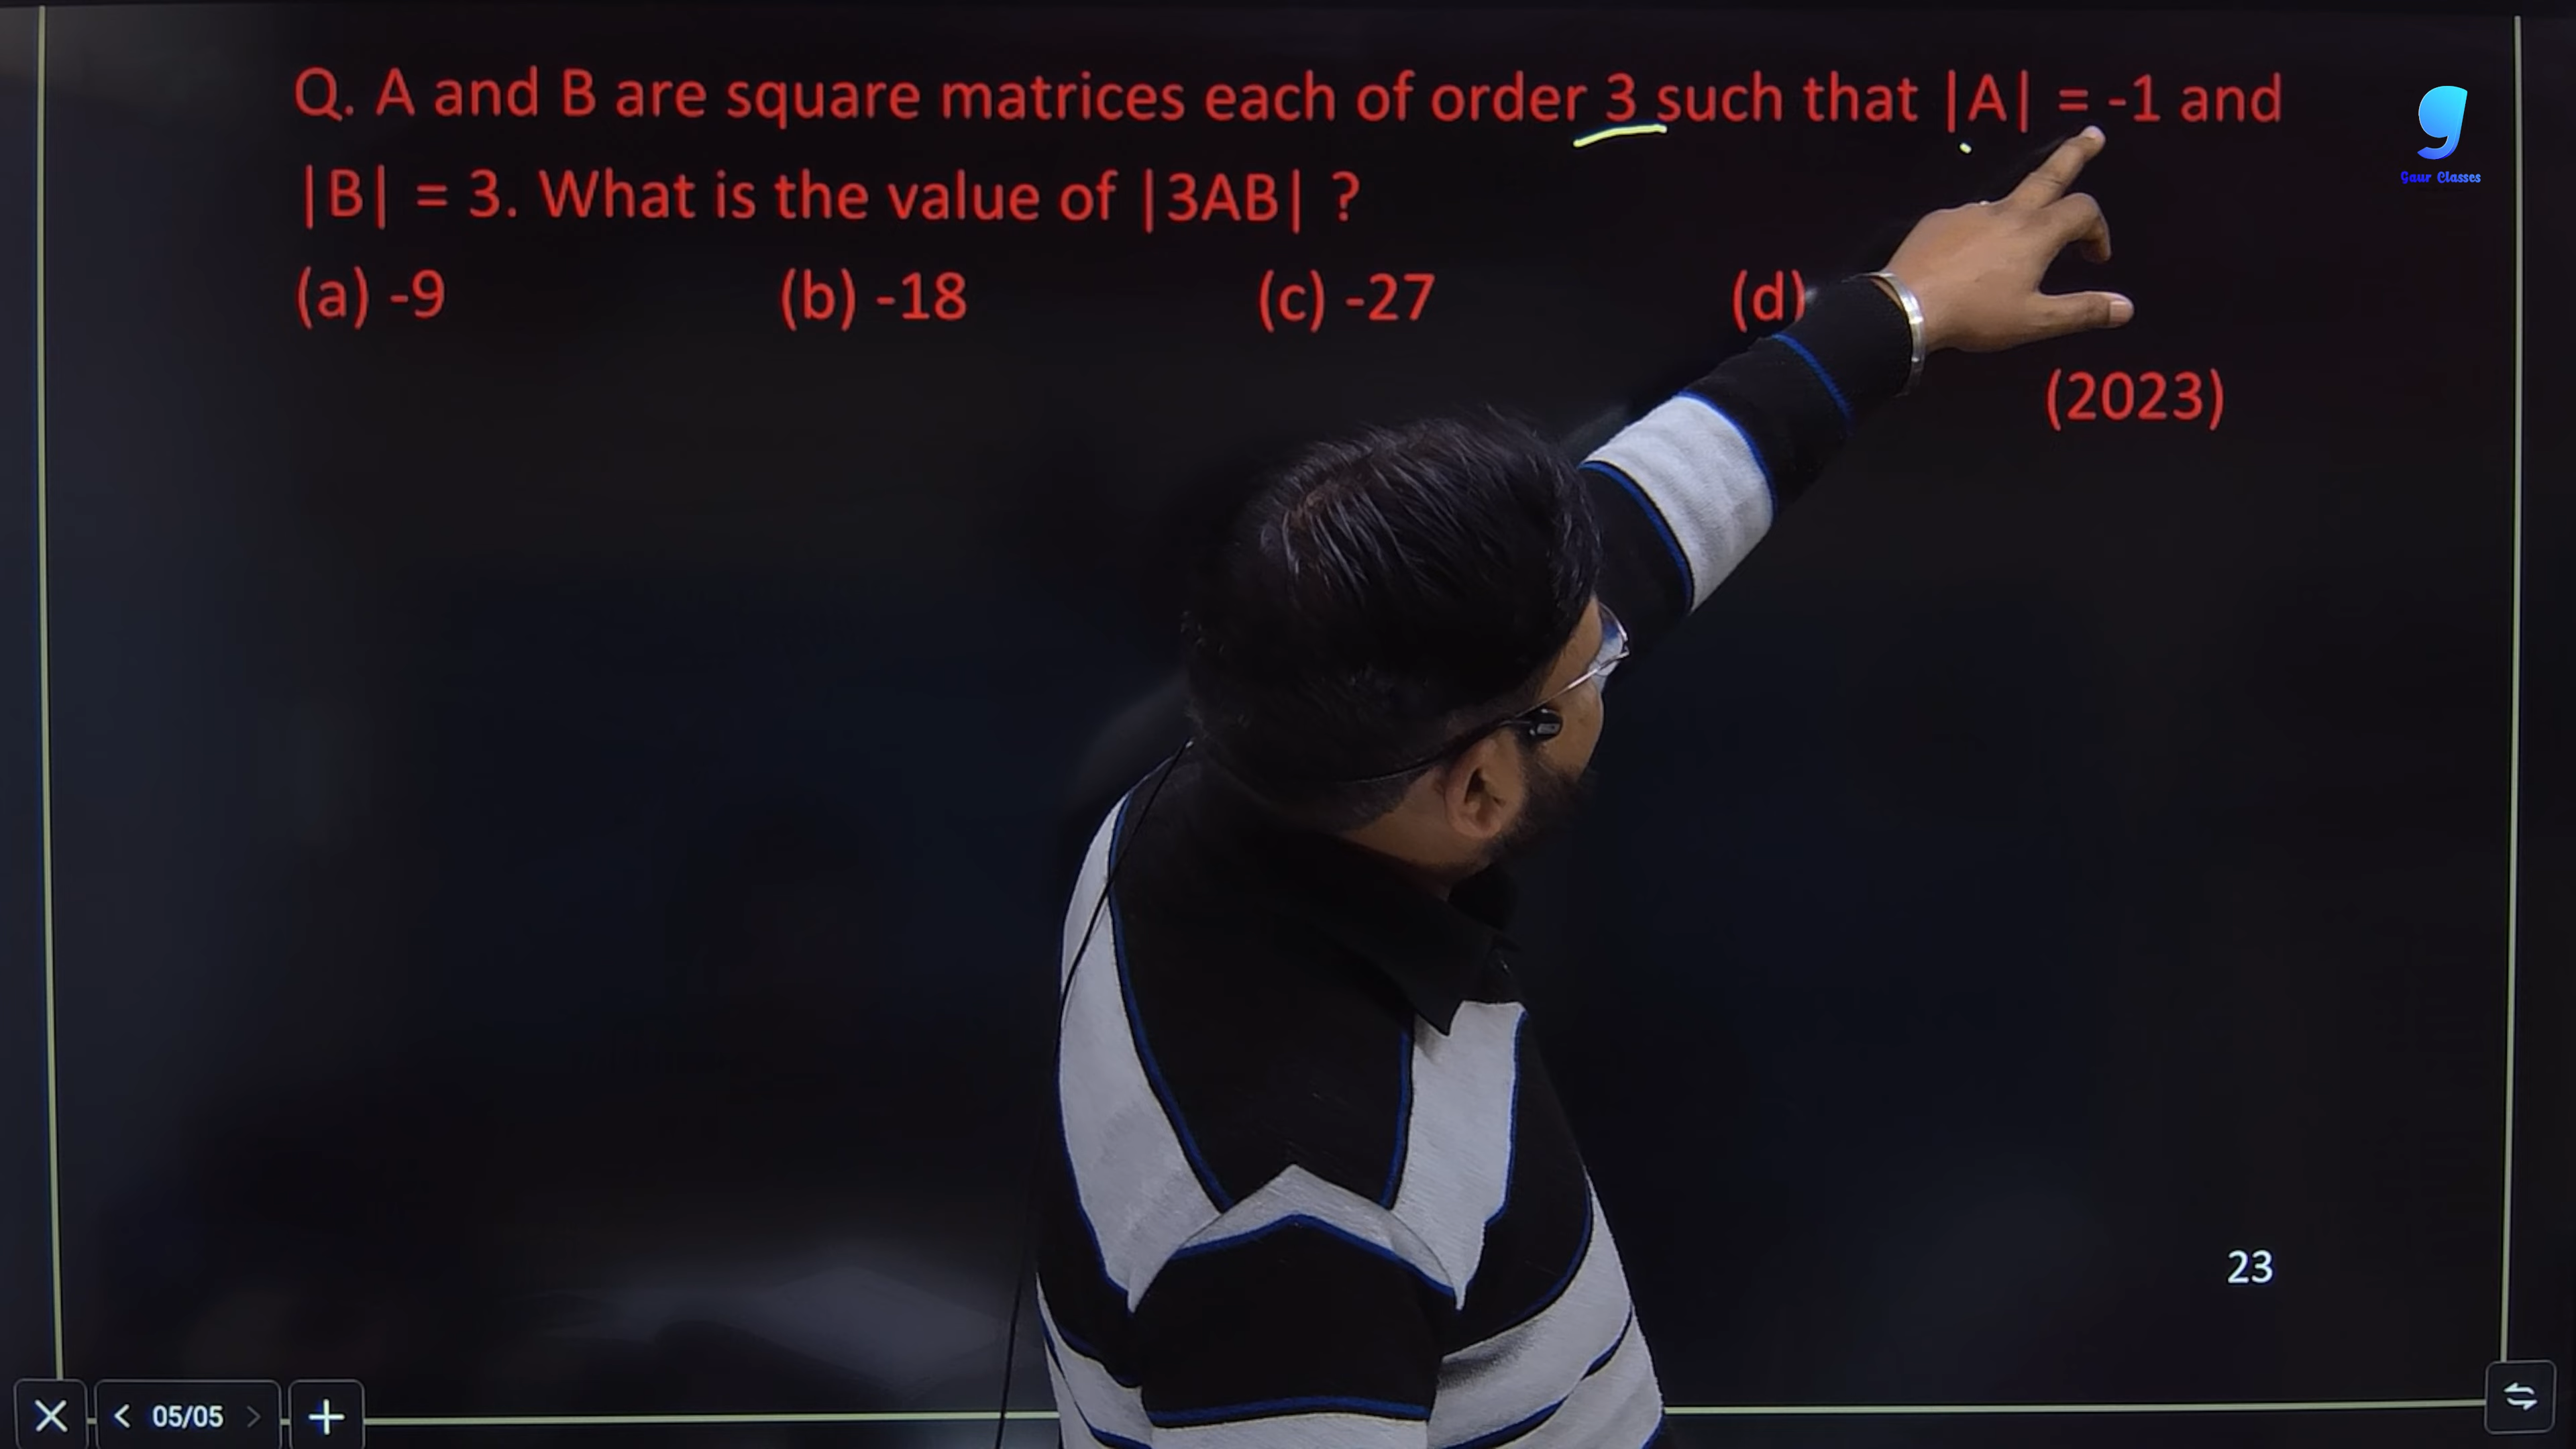 Q. A and B are square matrices each of order 3 such that |A| = -1 and
|B| = 3. What is the value of |3AB| ?
(a) -9 (b) -18 (c) -27 (d)
(2023)
g
Gaur Classes
23
05/05